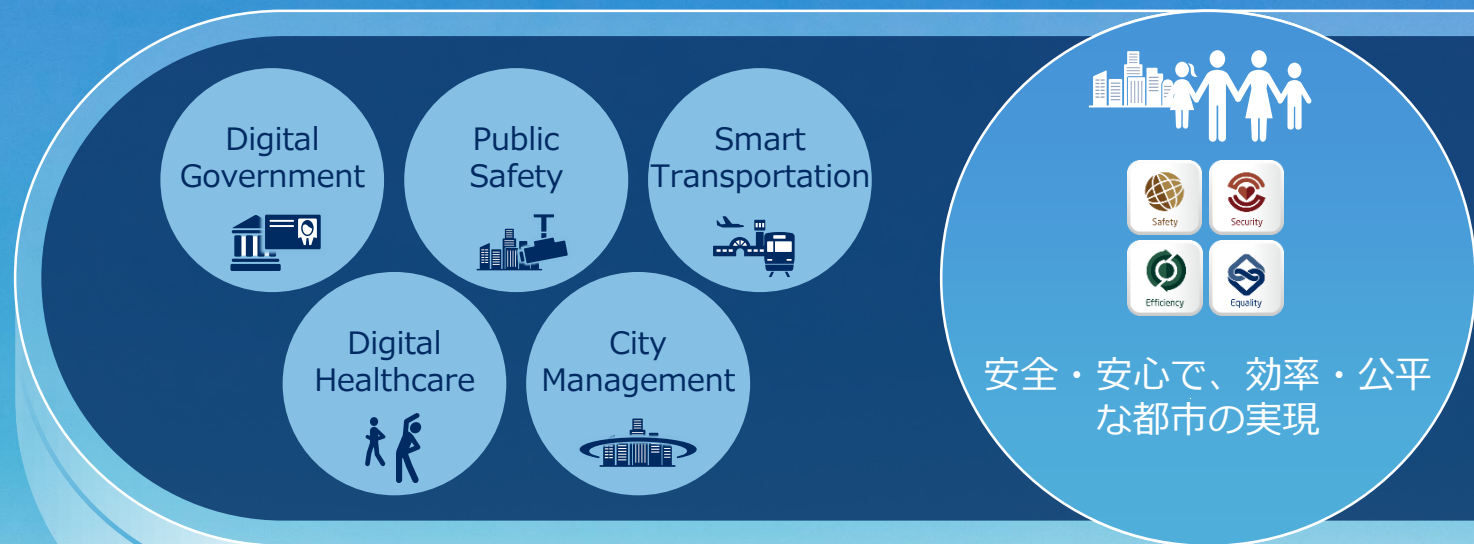 Digital
Government
Public
Safety
Smart
Transportation
Digital
Healthcare
City
Management
Safety
Security
Efficiency
Equality
安全・安心で、効率・公平
な都市の実現